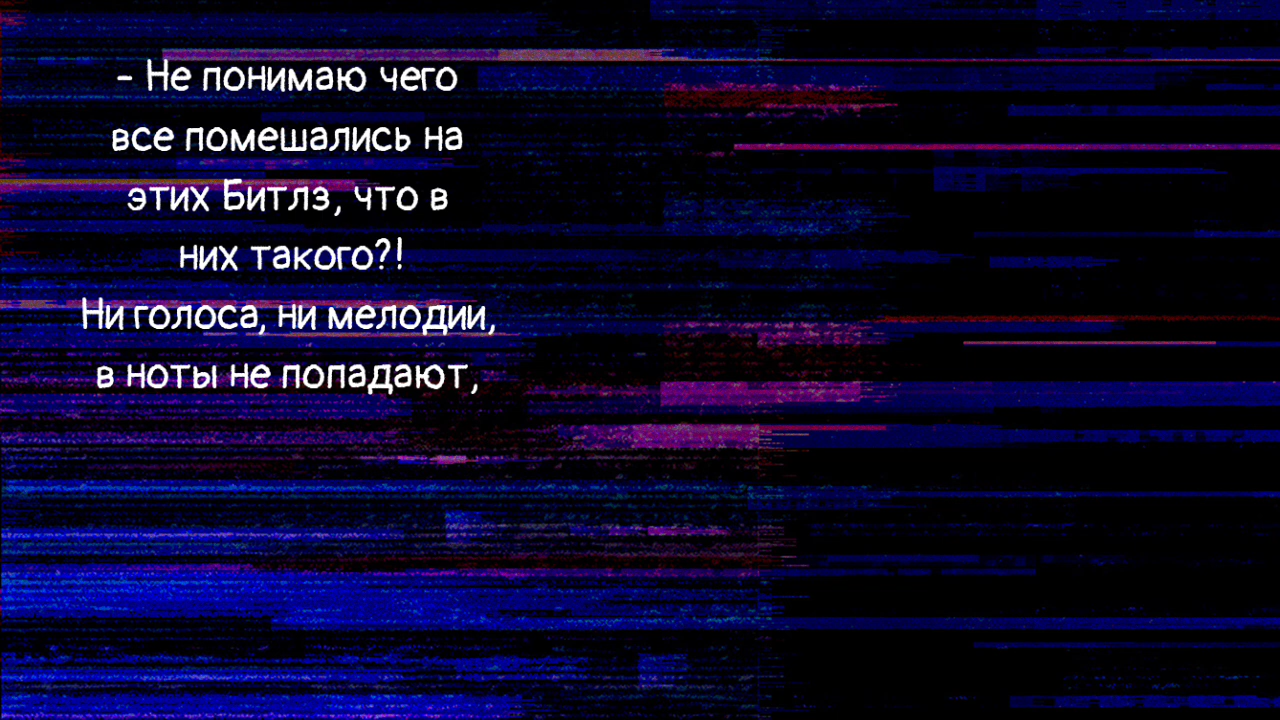 - Не понимаю чего
все помешались на
этих Битлз, что в
них такого?!
Ни голоса, ни мелодии,
в ноты не попадают,